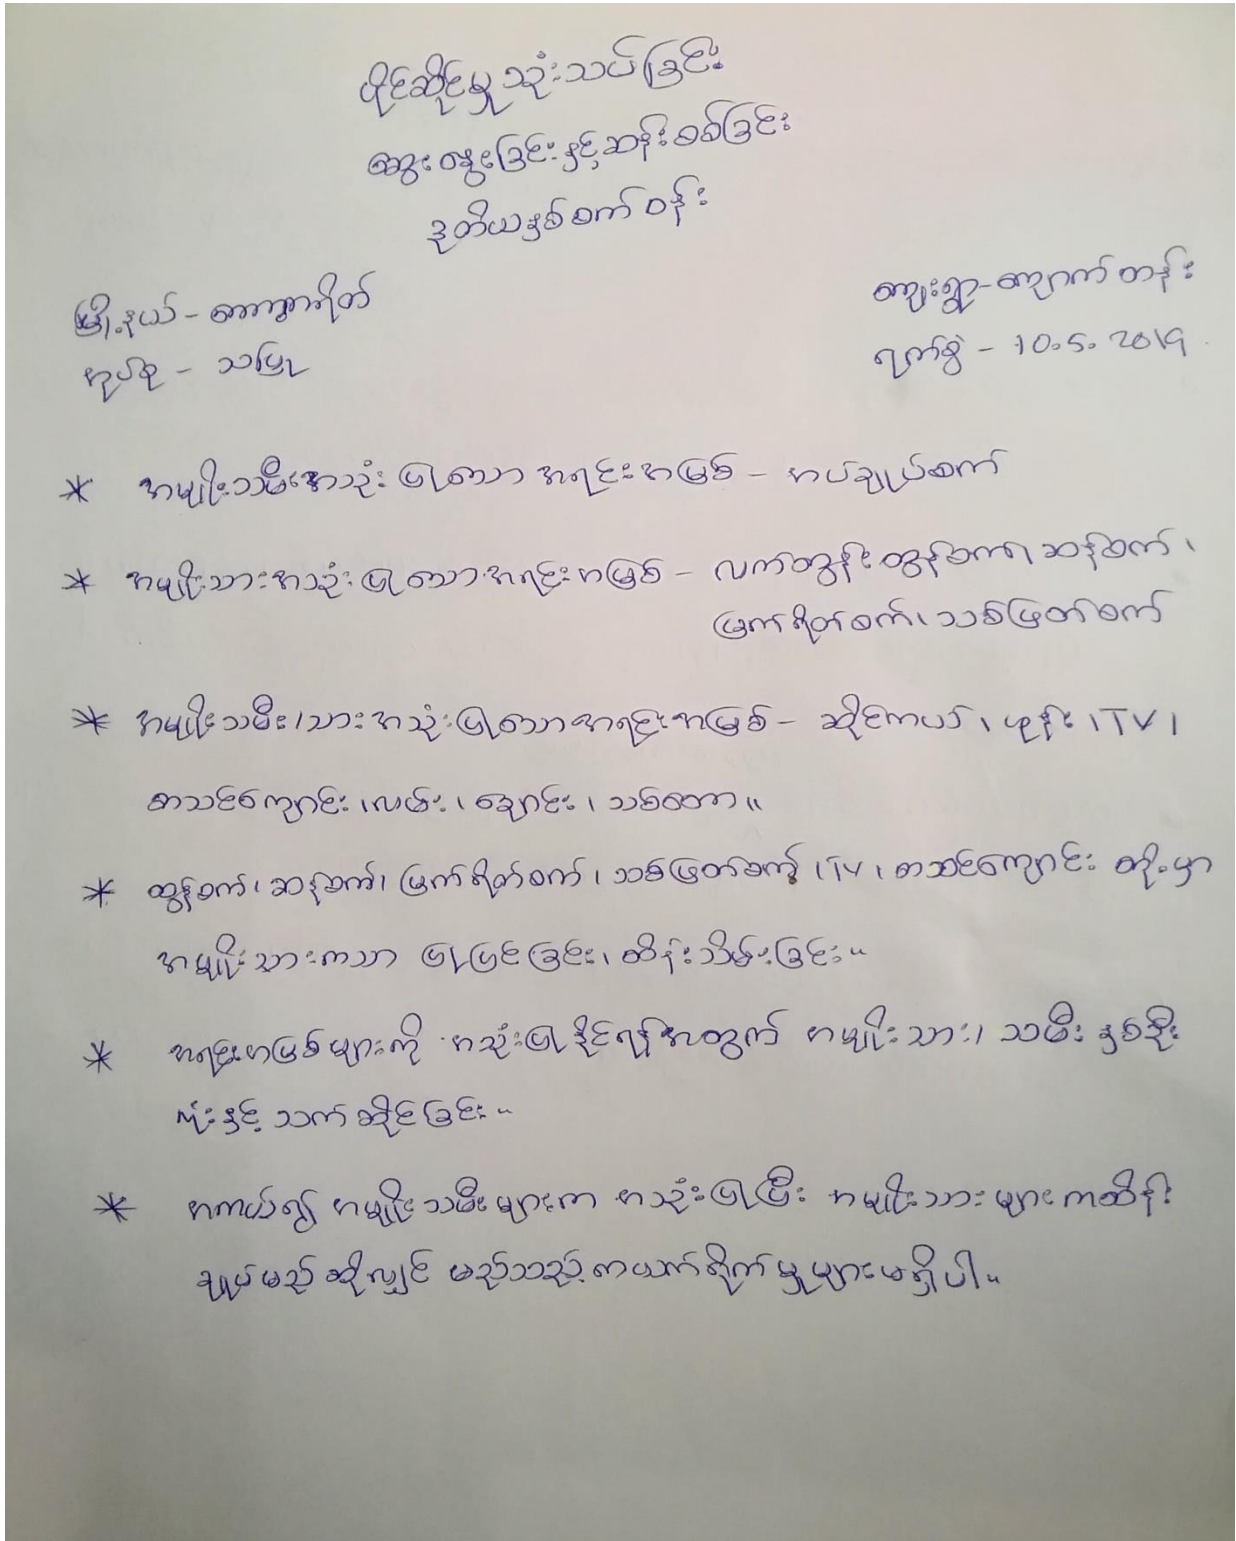 ပိုင်ဆိုင်မှု သုံးသပ်ခြင်း
ဆွေးနွေးခြင်းနှင့်ဆန်းစစ်ခြင်း
ဒုတိယနှစ်စက်ဝန်း
မြို့နယ် - ကော့ကရိတ်
ကျေးရွာ - ကျောက်တန်း
အုပ်စု - သမြု
ရက်စွဲ - 10.5.2019
* အမျိုးသမီးအသုံးပြုသောအရင်းအမြစ် - အပ်ချုပ်စက်
* အမျိုးသားအသုံးပြုသောအရင်းအမြစ် - လက်တွန်းထွန်စက်၊ ဆန်စက်၊
မြက်ရိတ်စက်၊ သစ်ဖြတ်စက်
* အမျိုးသမီး/သားအသုံးပြုသောအရင်းအမြစ် - ဆိုင်ကယ်၊ ဖုန်း၊ TV၊
စာသင်ကျောင်း၊ လမ်း၊ ချောင်း၊ သစ်တော။
* ထွန်စက်၊ ဆန်စက်၊ မြက်ရိတ်စက်၊ သစ်ဖြတ်စက်၊ TV၊ စာသင်ကျောင်း တို့မှာ
အမျိုးသားကသာ ပြုပြင်ခြင်း၊ ထိန်းသိမ်းခြင်း။
* အရင်းအမြစ်များကို အသုံးပြုနိုင်ရန်အတွက် အမျိုးသား၊ သမီး နှစ်ဦး
လုံးနှင့် သက်ဆိုင်ခြင်း။
* အကယ်၍ အမျိုးသမီးများက အသုံးပြုပြီး အမျိုးသားများကထိန်း
ချုပ်မည်ဆိုလျှင် မည်သည့်ဂယက်ရိုက်မှုများမရှိပါ။